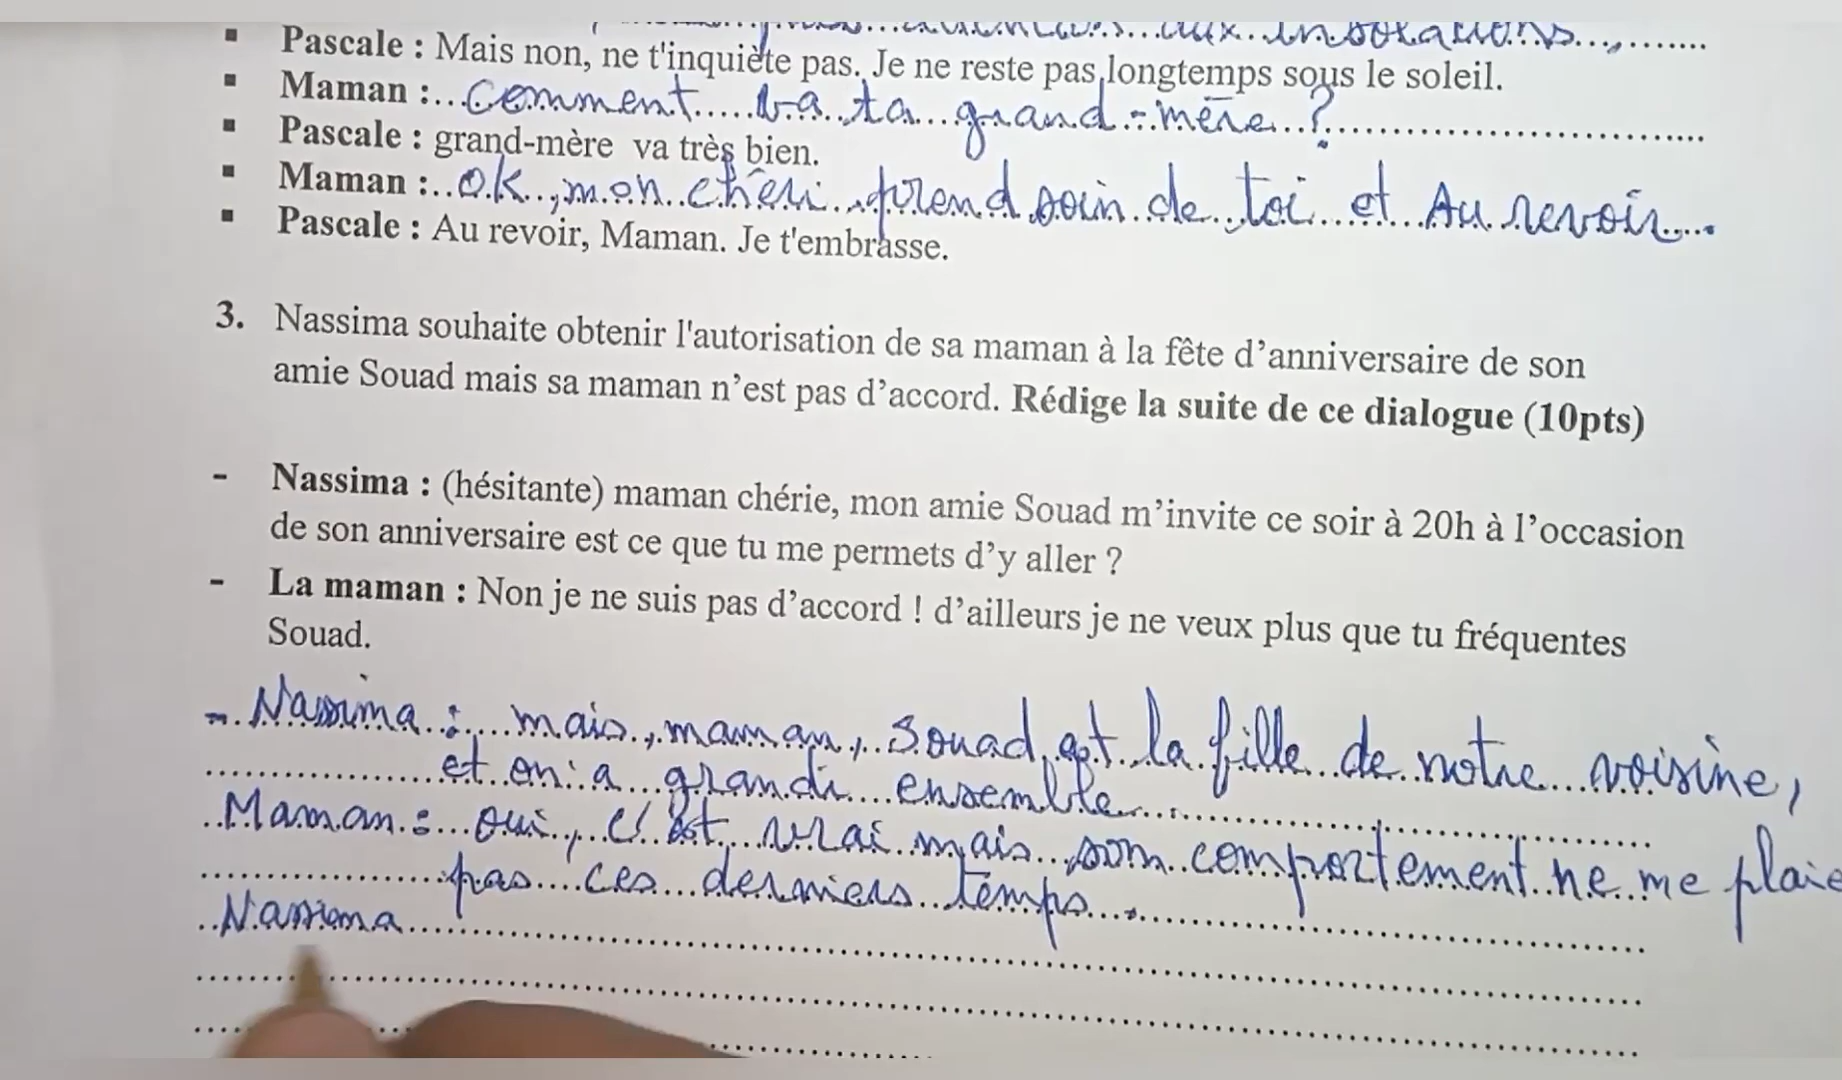 aux insolations.
▪ Pascale : Mais non, ne t'inquiète pas. Je ne reste pas longtemps sous le soleil.
▪ Maman : Comment va ta grand-mère ?
▪ Pascale : grand-mère va très bien.
▪ Maman : OK, mon chéri prend soin de toi et Au revoir
▪ Pascale : Au revoir, Maman. Je t'embrasse.
3. Nassima souhaite obtenir l'autorisation de sa maman à la fête d’anniversaire de son
amie Souad mais sa maman n’est pas d’accord. Rédige la suite de ce dialogue (10pts)
- Nassima : (hésitante) maman chérie, mon amie Souad m’invite ce soir à 20h à l’occasion
de son anniversaire est ce que tu me permets d’y aller ?
- La maman : Non je ne suis pas d’accord ! d’ailleurs je ne veux plus que tu fréquentes
Souad.
- Nassima : mais, maman, Souad est la fille de notre voisine,
et on a grandi ensemble.
Maman : oui, c'est vrai mais son comportement ne me plaie
pas ces derniers temps.
Nassima